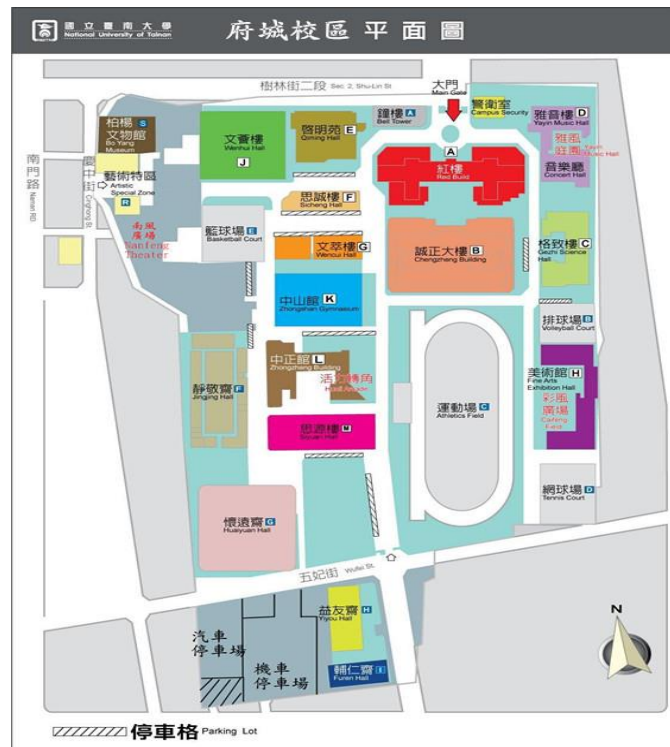 國立臺南大學
National University of Tainan
府城校區平面圖
樹林街二段 Sec. 2, Shu-Lin St
大門
Main Gate
警衛室
Campus Security
柏楊 S
文物館
Bo Yang
Museum
文薈樓
Wenhui Hall
J
啓明苑 E
Qiming Hall
鐘樓 A
Bell Tower
雅音樓 D
Yayin Music Hall
雅風
庭園
音樂廳
Concert Hall
南門路
Nanmen RD
慶中街
Cingjhong St.
藝術特區
Artistic
Special Zone
R
A
紅樓
Red Build
思誠樓 F
Sicheng Hall
南風
廣場
Nanfeng
Theater
籃球場 E
Basketball Court
文萃樓 G
Wencui Hall
誠正大樓 B
Chengzheng Building
格致樓 C
Gezhi Science
Hall
中山館 K
Zhongshan Gymnasium
排球場 B
Volleyball Court
中正館 L
Zhongzheng Building
靜敬齋 F
Jingjing Hall
美術館 H
Fine Arts
Exhibition Hall
彩風
廣場
Caifeng
Field
運動場 C
Athletics Field
思源樓 M
Siyuan Hall
懷遠齋 G
Huaiyuan Hall
網球場 D
Tennis Court
五妃街 Wufei St.
益友齋 H
Yiyou Hall
汽車
停車場
機車
停車場
輔仁齋 I
Furen Hall
N
停車格 Parking Lot